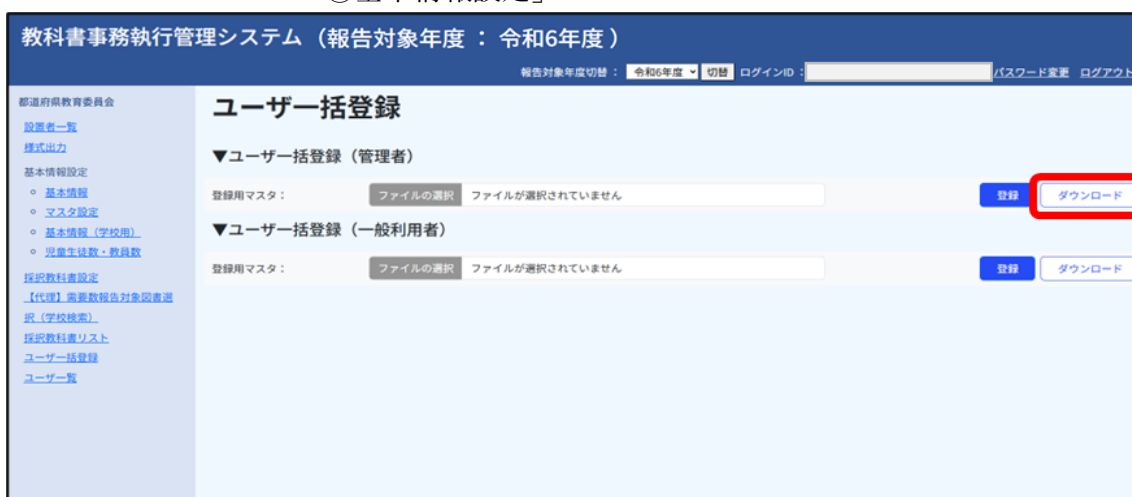 ①基本情報設定」
教科書事務執行管理システム（報告対象年度 ： 令和6年度 ）
報告対象年度切替 ： 令和6年度 切替 ログインID ： パスワード変更 ログアウト
都道府県教育委員会
設置者一覧
様式出力
基本情報設定
基本情報
マスタ設定
基本情報（学校用）
児童生徒数・教員数
採択教科書設定
【代理】需要数報告対象図書選
択（学校検索）
採択教科書リスト
ユーザ一括登録
ユーザ一覧
ユーザ一括登録
▼ユーザ一括登録（管理者）
登録用マスタ： ファイルの選択 ファイルが選択されていません 登録 ダウンロード
▼ユーザ一括登録（一般利用者）
登録用マスタ： ファイルの選択 ファイルが選択されていません 登録 ダウンロード